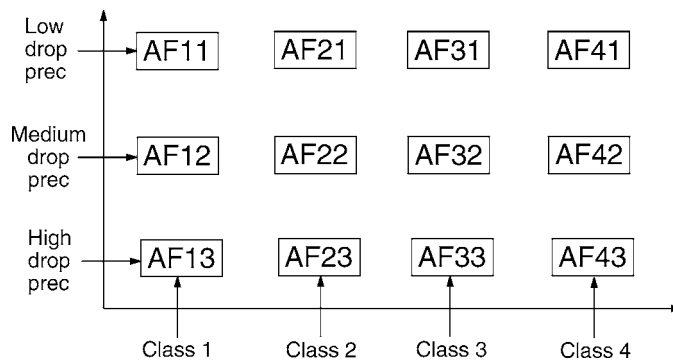 Low
drop
prec
AF11
AF21
AF31
AF41
Medium
drop
prec
AF12
AF22
AF32
AF42
High
drop
prec
AF13
AF23
AF33
AF43
Class 1
Class 2
Class 3
Class 4